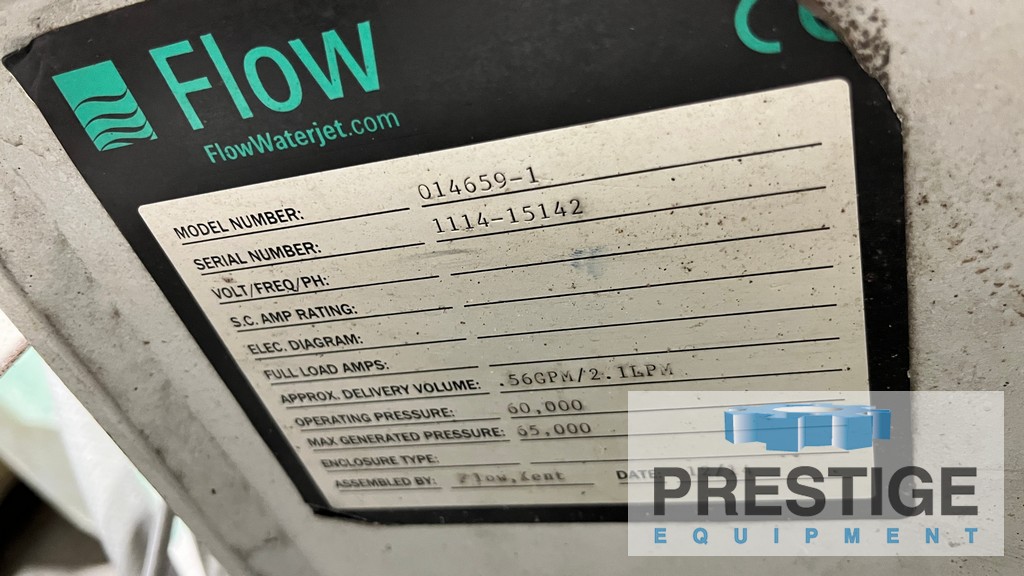 Flow
FlowWaterjet.com
CE
MODEL NUMBER: 014659-1
SERIAL NUMBER: 1114-15142
VOLT/FREQ/PH:
S.C. AMP RATING:
ELEC. DIAGRAM:
FULL LOAD AMPS:
APPROX. DELIVERY VOLUME: .56GPM/2.1LPM
OPERATING PRESSURE: 60,000
MAX GENERATED PRESSURE: 65,000
ENCLOSURE TYPE:
ASSEMBLED BY: Flow,Kent DATE
PRESTIGE
EQUIPMENT